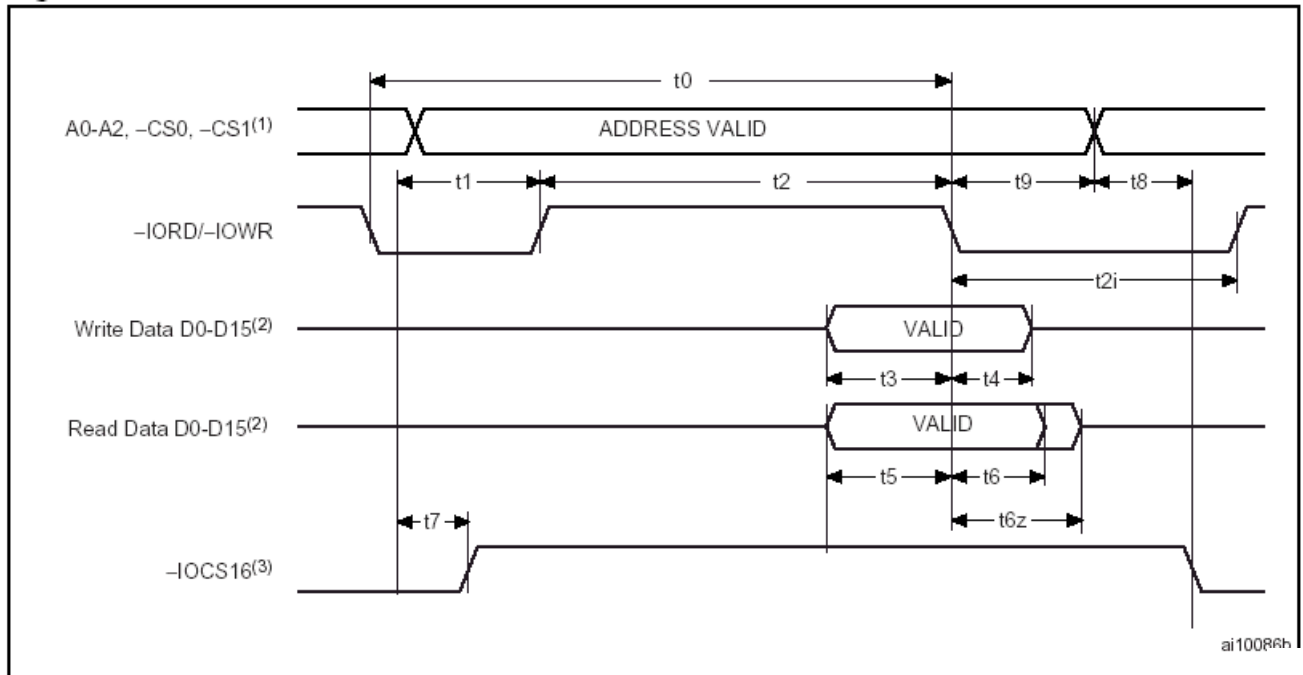 t0
A0-A2, –CS0, –CS1(1)
ADDRESS VALID
t1
t2
t9
t8
–IORD/–IOWR
t2i
Write Data D0-D15(2)
VALID
t3
t4
Read Data D0-D15(2)
VALID
t5
t6
t6z
t7
–IOCS16(3)
ai10086b